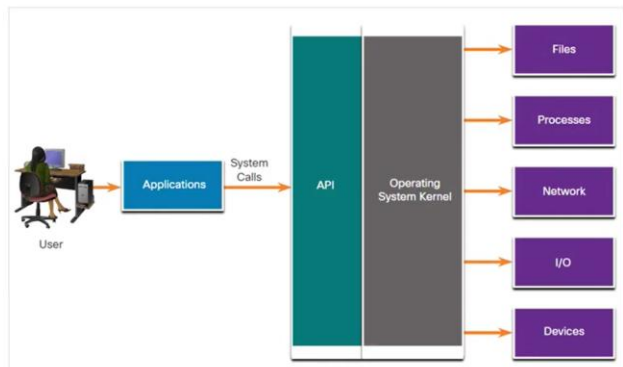 User
Applications
System
Calls
API
Operating
System Kernel
Files
Processes
Network
I/O
Devices